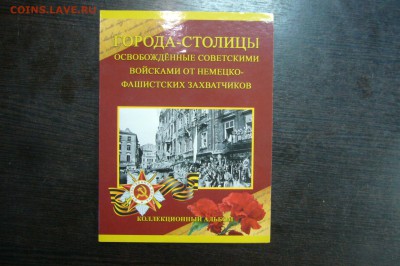 COINS.LAVE.RU
ГОРОДА-СТОЛИЦЫ
ОСВОБОЖДЁННЫЕ СОВЕТСКИМИ
ВОЙСКАМИ ОТ НЕМЕЦКО-
ФАШИСТСКИХ ЗАХВАТЧИКОВ
КОЛЛЕКЦИОННЫЙ АЛЬБОМ